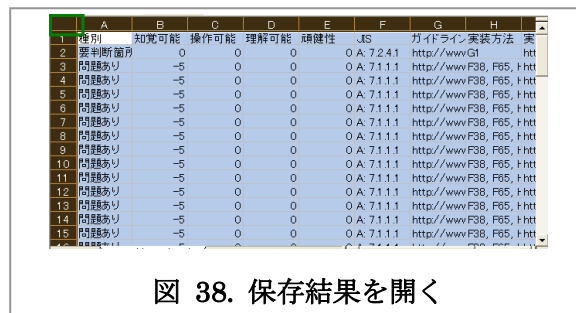 A B C D E F G H
1 種別 知覚可能 操作可能 理解可能 頑健性 JIS ガイドライン 実装方法 実
2 要判断箇所 0 0 0 0 A: 7.2.4.1 http://www G1 htt
3 問題あり -5 0 0 0 A: 7.1.1.1 http://www F38, F65, H htt
4 問題あり -5 0 0 0 A: 7.1.1.1 http://www F38, F65, H htt
5 問題あり -5 0 0 0 A: 7.1.1.1 http://www F38, F65, H htt
6 問題あり -5 0 0 0 A: 7.1.1.1 http://www F38, F65, H htt
7 問題あり -5 0 0 0 A: 7.1.1.1 http://www F38, F65, H htt
8 問題あり -5 0 0 0 A: 7.1.1.1 http://www F38, F65, H htt
9 問題あり -5 0 0 0 A: 7.1.1.1 http://www F38, F65, H htt
10 問題あり -5 0 0 0 A: 7.1.1.1 http://www F38, F65, H htt
11 問題あり -5 0 0 0 A: 7.1.1.1 http://www F38, F65, H htt
12 問題あり -5 0 0 0 A: 7.1.1.1 http://www F38, F65, H htt
13 問題あり -5 0 0 0 A: 7.1.1.1 http://www F38, F65, H htt
14 問題あり -5 0 0 0 A: 7.1.1.1 http://www F38, F65, H htt
15 問題あり -5 0 0 0 A: 7.1.1.1 http://www F38, F65, H htt
図 38. 保存結果を開く